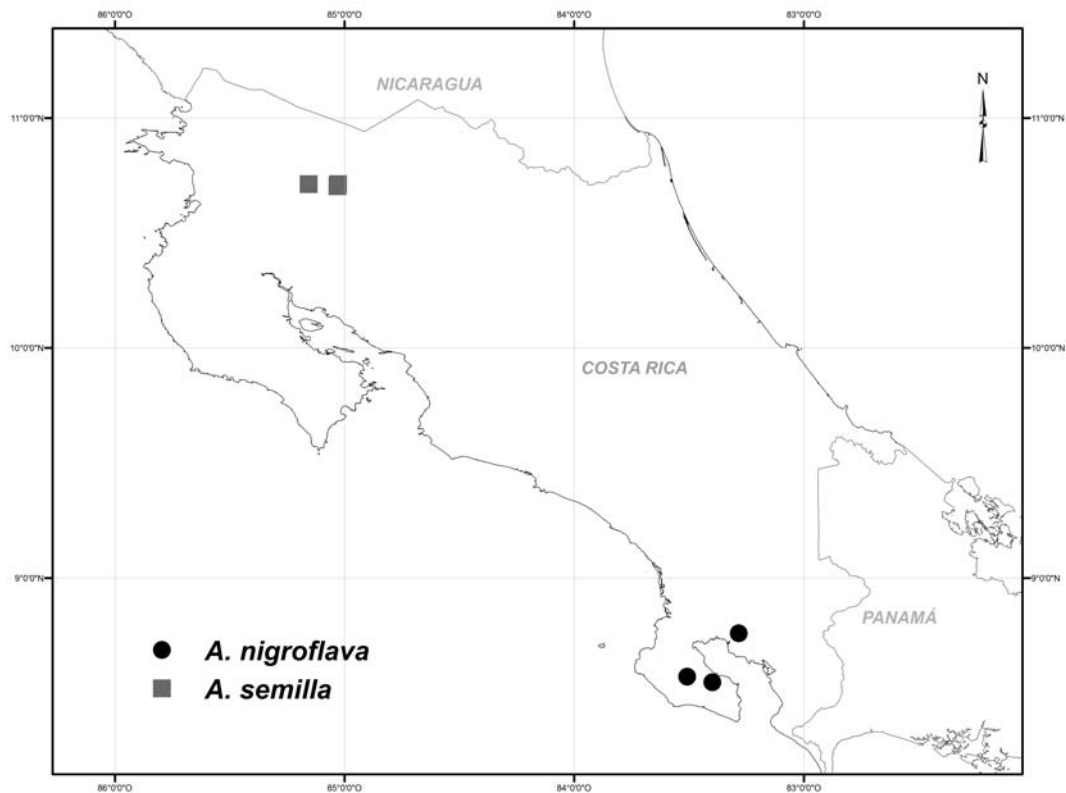 86°0'0"O 85°0'0"O 84°0'0"O 83°0'0"O
NICARAGUA
N
11°0'0"N 11°0'0"N
10°0'0"N 10°0'0"N
COSTA RICA
9°0'0"N 9°0'0"N
PANAMÁ
A. nigroflava
A. semilla
86°0'0"O 85°0'0"O 84°0'0"O 83°0'0"O